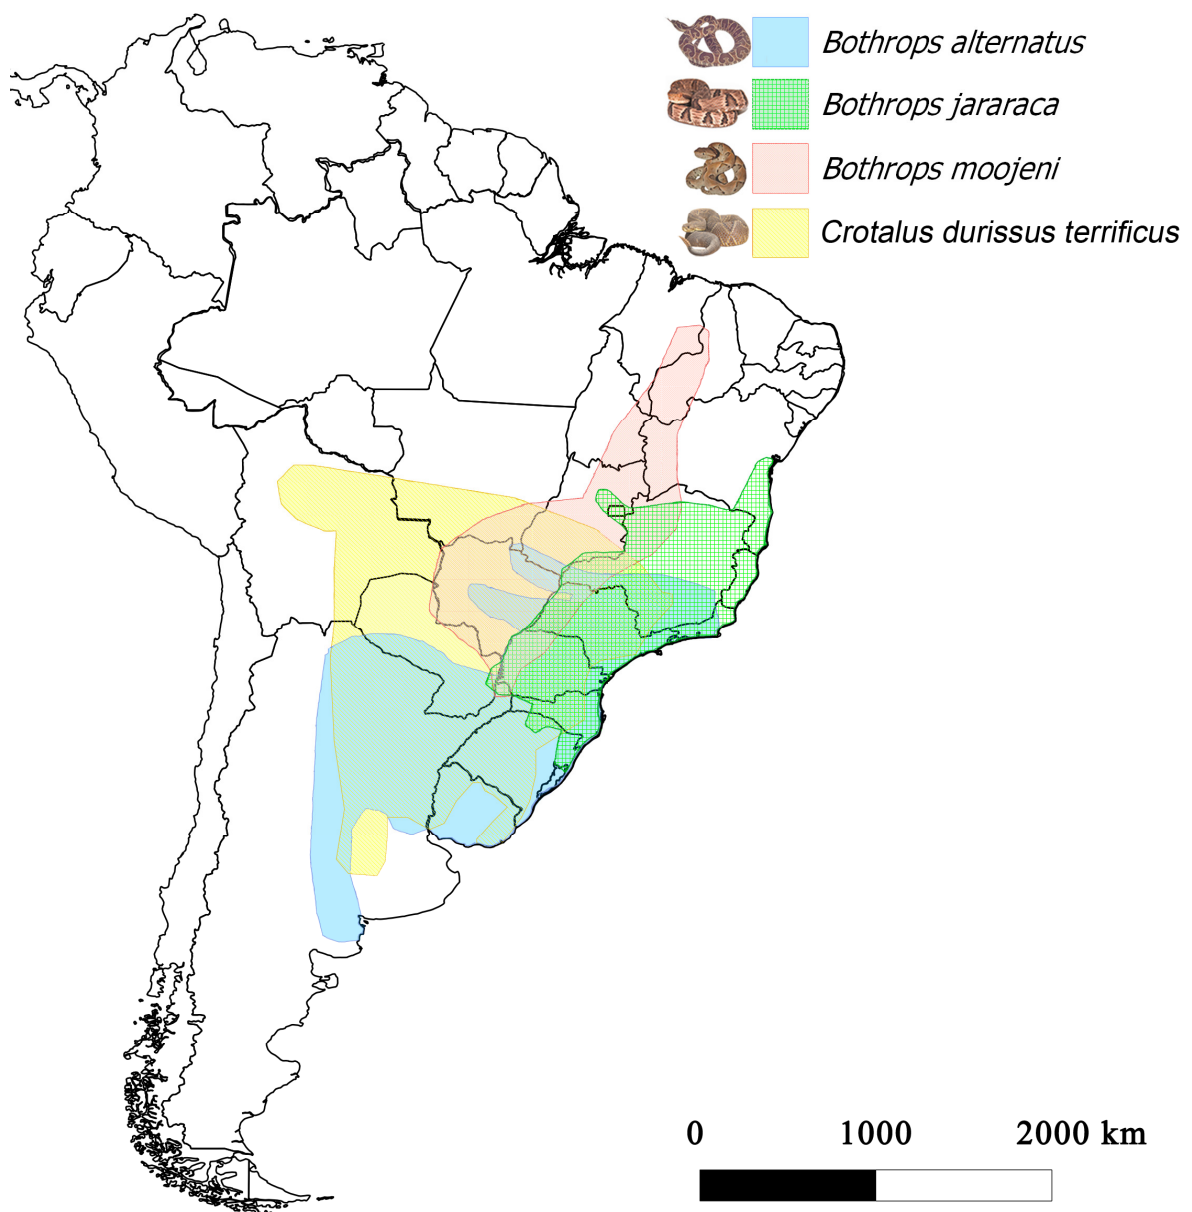 Bothrops alternatus
Bothrops jararaca
Bothrops moojeni
Crotalus durissus terrificus
0 1000 2000 km